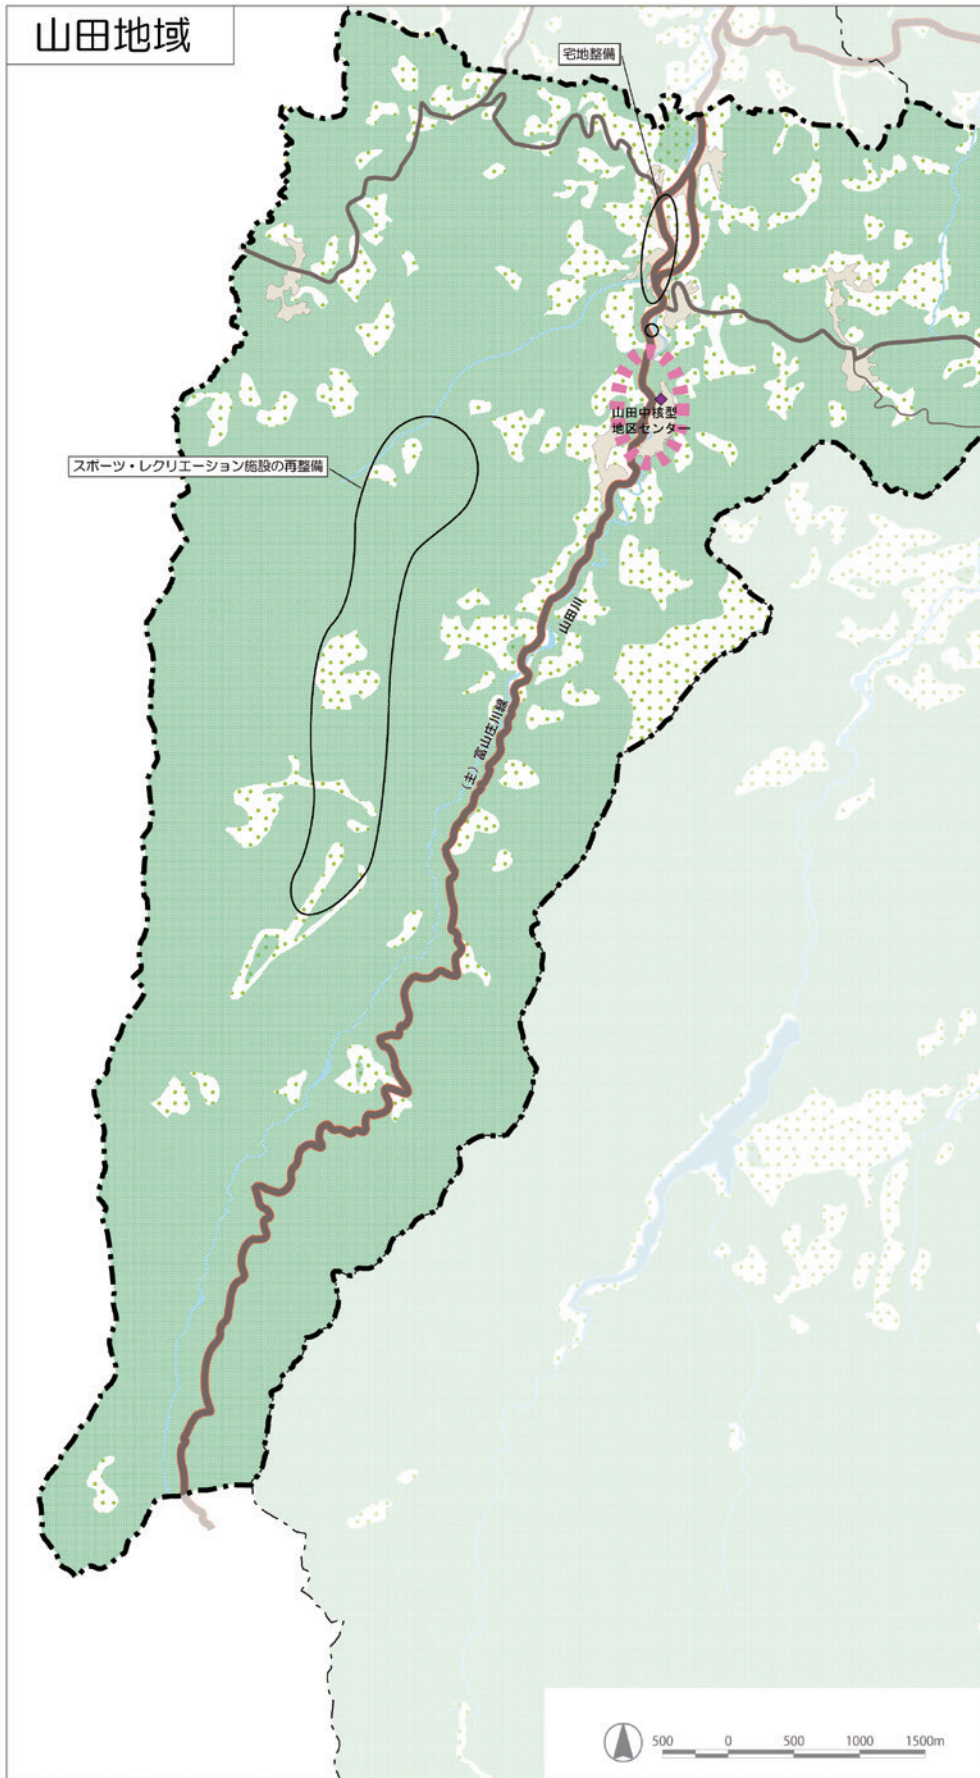 山田地域
宅地整備
山田中核型
地区センター
スポーツ・レクリエーション施設の再整備
山田川
(主)富山庄川線
500 0 500 1000 1500m